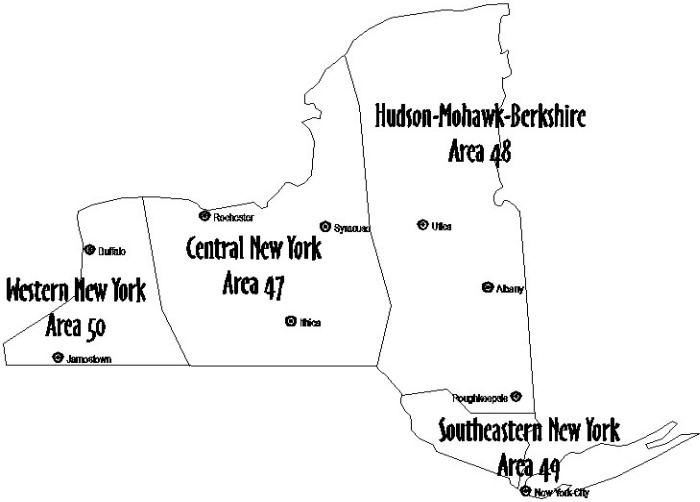 Hudson-Mohawk-Berkshire
Area 48
Rochester
Syracuse
Utica
Central New York
Area 47
Buffalo
Western New York
Area 50
Albany
Ithica
Jamestown
Poughkeepsie
Southeastern New York
Area 49
New York City